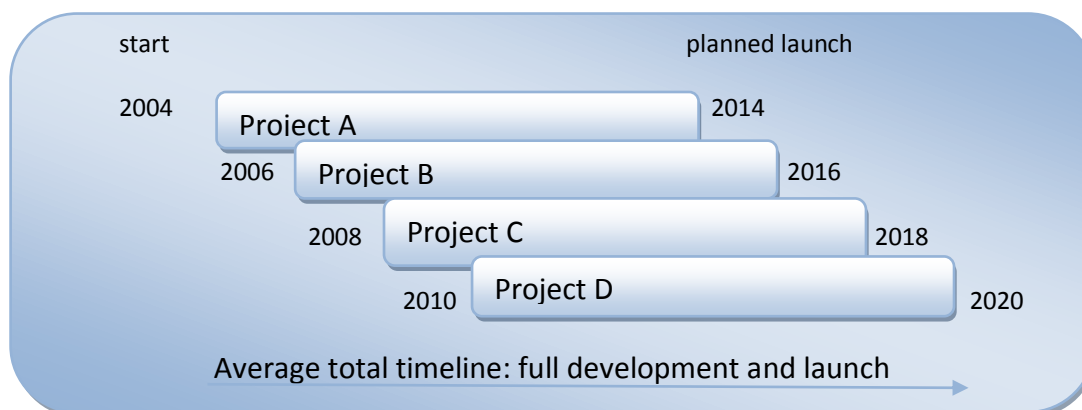 start planned launch
2004 Project A 2014
2006 Project B 2016
2008 Project C 2018
2010 Project D 2020
Average total timeline: full development and launch